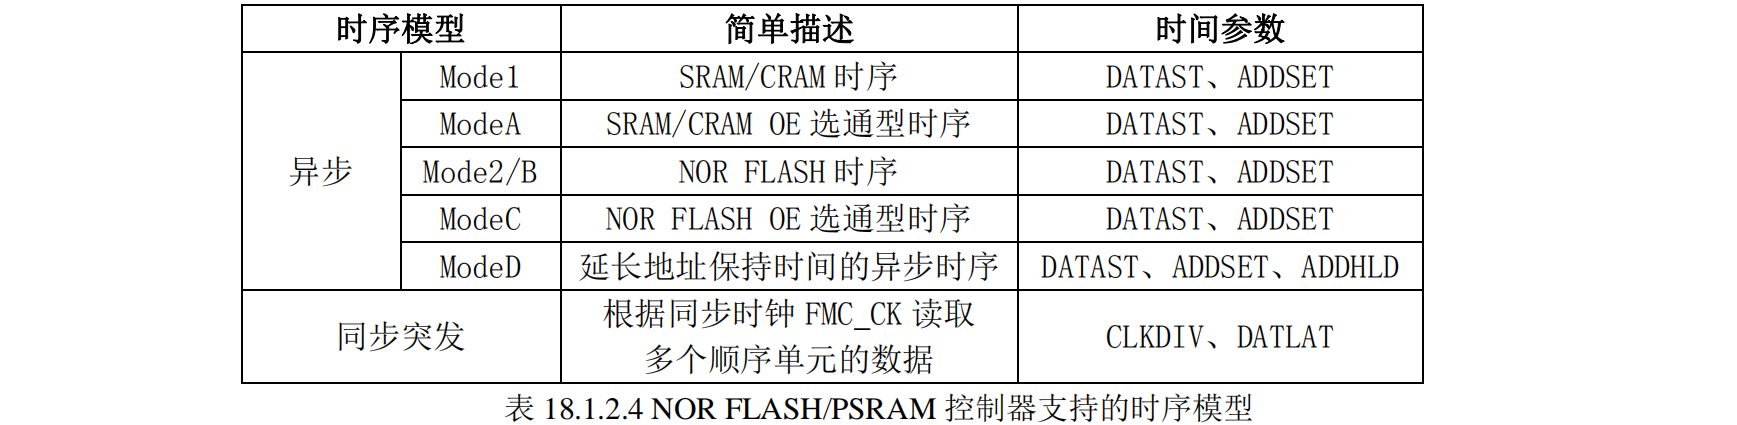 时序模型 简单描述 时间参数
异步 Mode1 SRAM/CRAM 时序 DATAST、ADDSET
ModeA SRAM/CRAM OE 选通型时序 DATAST、ADDSET
Mode2/B NOR FLASH 时序 DATAST、ADDSET
ModeC NOR FLASH OE 选通型时序 DATAST、ADDSET
ModeD 延长地址保持时间的异步时序 DATAST、ADDSET、ADDHLD
同步突发 根据同步时钟 FMC_CK 读取
多个顺序单元的数据 CLKDIV、DATLAT
表 18.1.2.4 NOR FLASH/PSRAM 控制器支持的时序模型